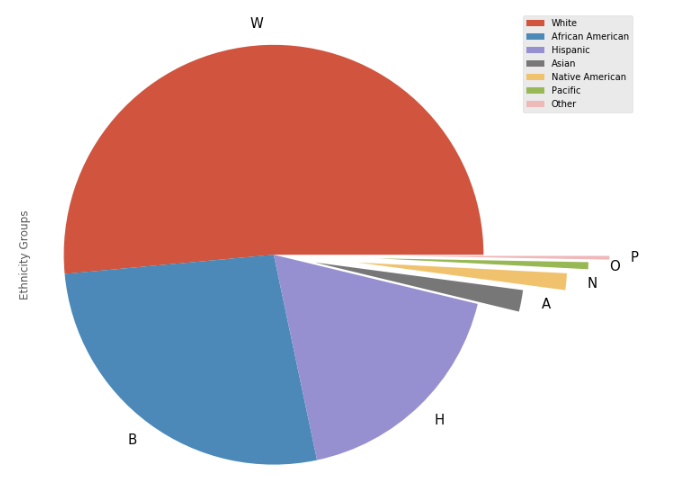 W
White
African American
Hispanic
Asian
Native American
Pacific
Other
Ethnicity Groups
P
O
N
A
H
B